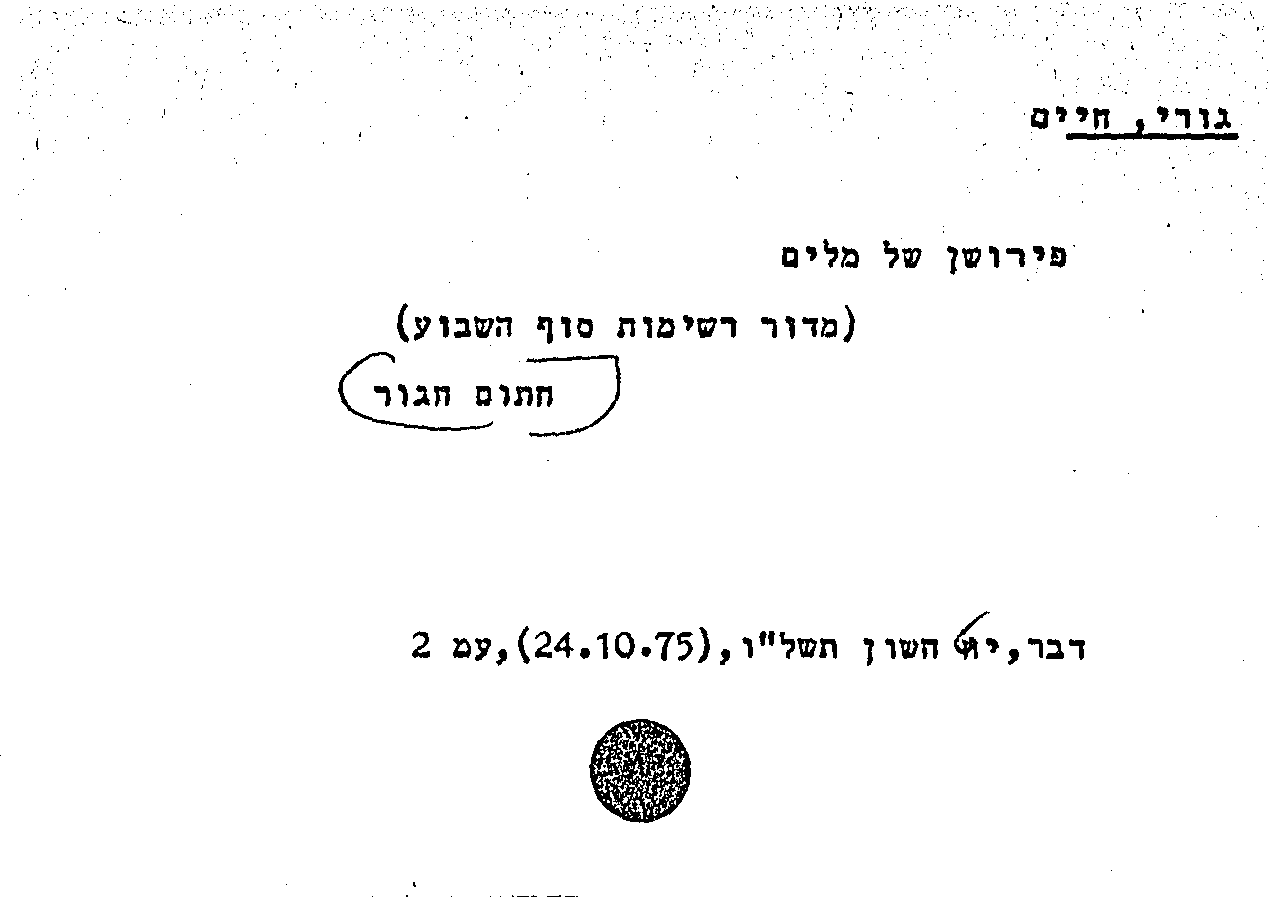 גורי, חיים
פירושן של מלים
(מדור רשימות סוף השבוע)
חתום חגור
דבר,יט חשון תשל"ו,(24.10.75),עמ 2